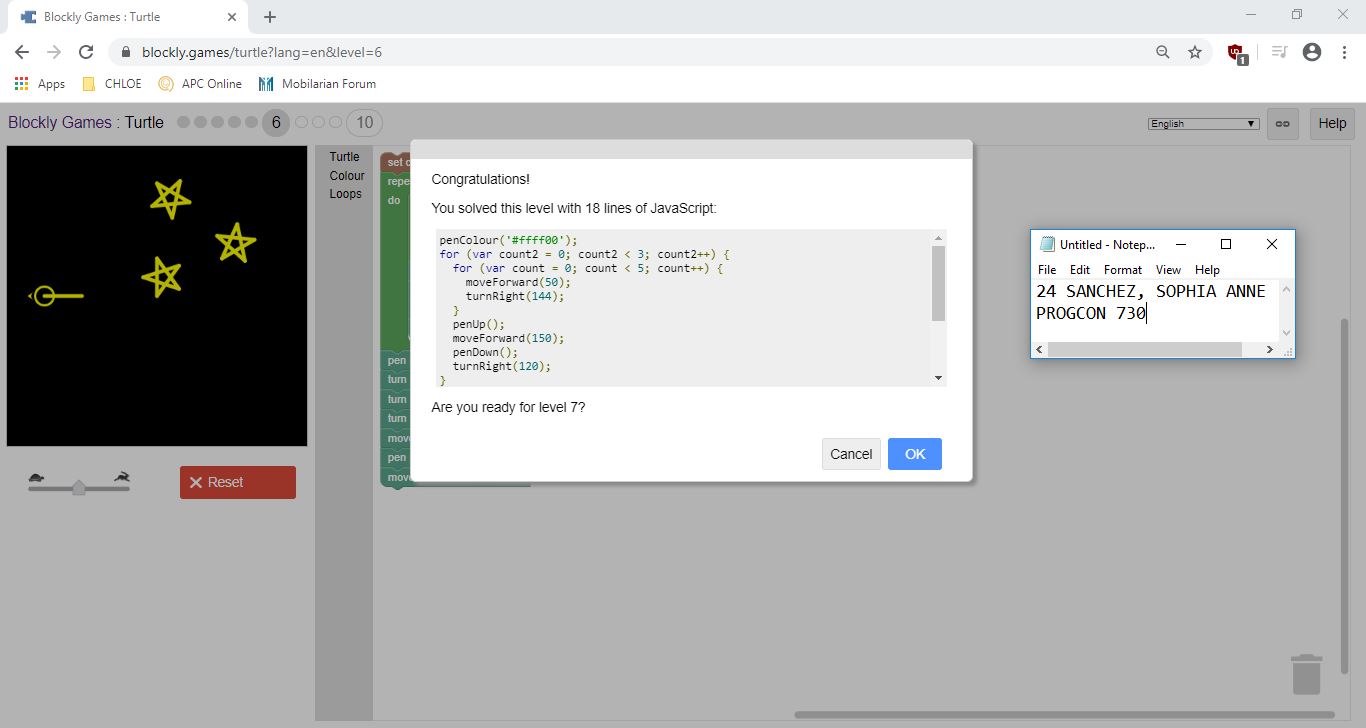 Blockly Games : Turtle
blockly.games/turtle?lang=en&level=6
1
Apps
CHLOE
APC Online
Mobilarian Forum
Blockly Games : Turtle
6
10
English
Help
Turtle
Colour
Loops
set c
repe
do
pen
turn
turn
turn
mov
pen
mov
Reset
Congratulations!
You solved this level with 18 lines of JavaScript:
penColour('#ffff00');
for (var count2 = 0; count2 < 3; count2++) {
  for (var count = 0; count < 5; count++) {
    moveForward(50);
    turnRight(144);
  }
  penUp();
  moveForward(150);
  penDown();
  turnRight(120);
}
Are you ready for level 7?
Cancel
OK
Untitled - Notep...
File Edit Format View Help
24 SANCHEZ, SOPHIA ANNE
PROGCON 730